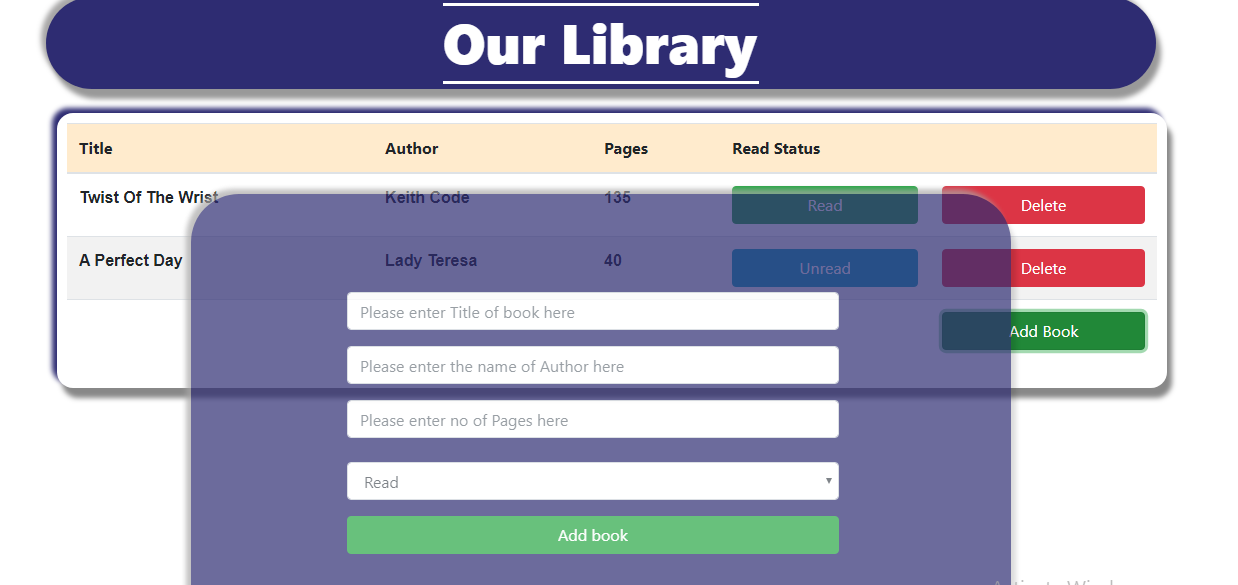 Our Library
Title Author Pages Read Status
Twist Of The Wrist Keith Code 135 Read Delete
A Perfect Day Lady Teresa 40 Unread Delete
Please enter Title of book here
Add Book
Please enter the name of Author here
Please enter no of Pages here
Read
Add book